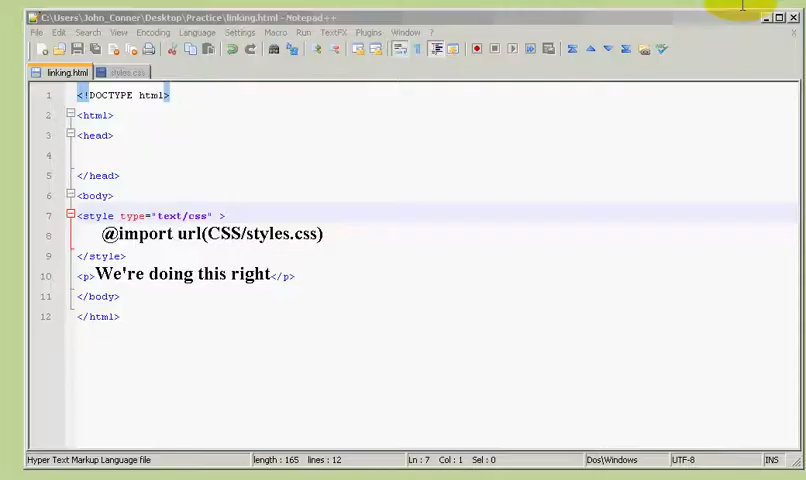 C:\Users\John_Conner\Desktop\Practice\linking.html - Notepad++
File Edit Search View Encoding Language Settings Macro Run TextFX Plugins Window ? X
linking.html styles.css
1 <!DOCTYPE html>
2 <html>
3 <head>
4
5 </head>
6 <body>
7 <style type="text/css" >
8 @import url(CSS/styles.css)
9 </style>
10 <p>We're doing this right</p>
11 </body>
12 </html>
Hyper Text Markup Language file length : 165 lines : 12 Ln : 7 Col : 1 Sel : 0 Dos\Windows UTF-8 INS